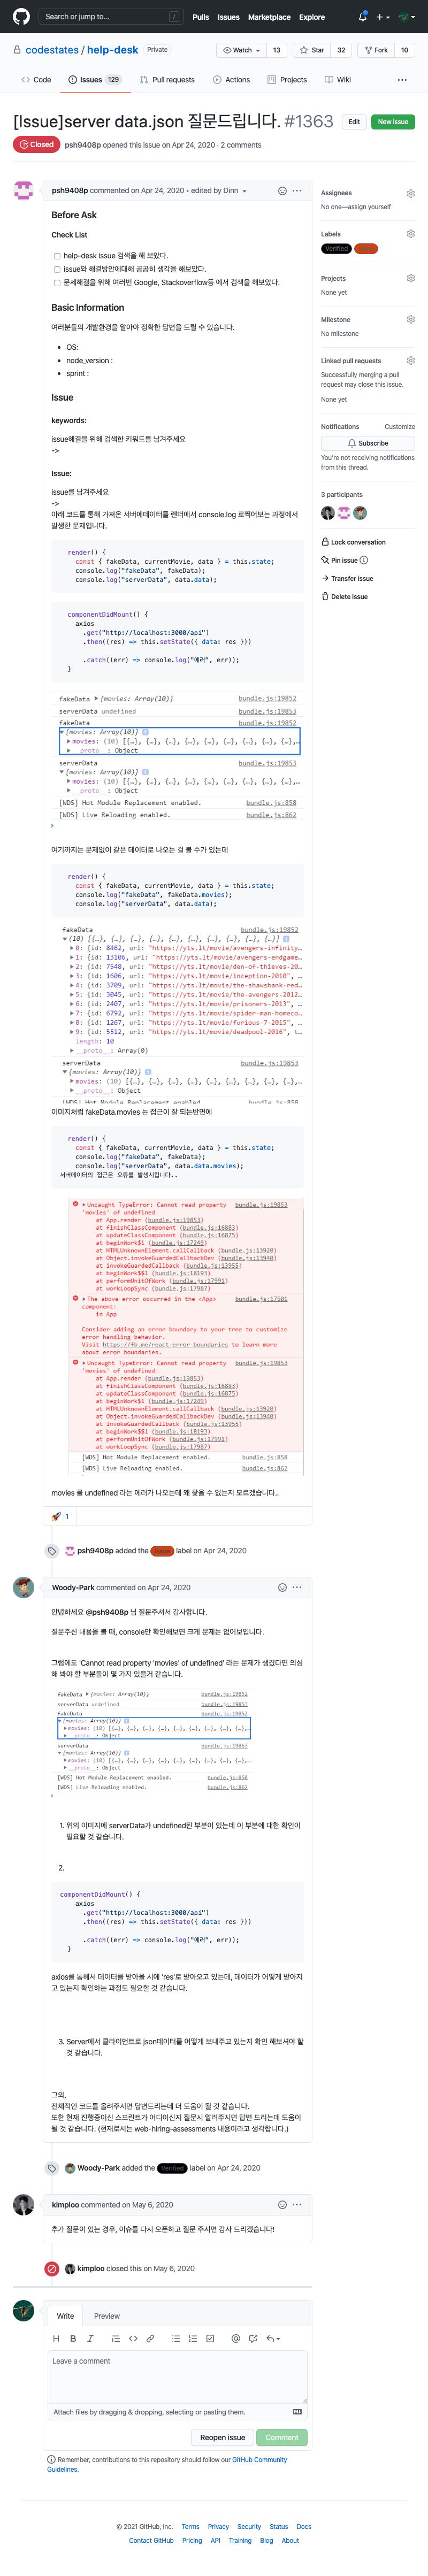 Search or jump to...
/
Pulls Issues Marketplace Explore
codestates / help-desk Private
Watch 13 Star 32 Fork 10
Code Issues 129 Pull requests Actions Projects Wiki
[Issue]server data.json 질문드립니다. #1363
Edit New issue
Closed psh9408p opened this issue on Apr 24, 2020 · 2 comments
psh9408p commented on Apr 24, 2020 • edited by Dinn
Before Ask
Check List
help-desk issue 검색을 해 보았다.
issue와 해결방안에대해 곰곰히 생각을 해보았다.
문제해결을 위해 여러번 Google, Stackoverflow등 에서 검색을 해보았다.
Basic Information
여러분들의 개발환경을 알아야 정확한 답변을 드릴 수 있습니다.
OS:
node_version :
sprint :
Issue
keywords:
issue해결을 위해 검색한 키워드를 남겨주세요
->
Issue:
issue를 남겨주세요
->
아래 코드를 통해 가져온 서버에데이터를 렌더에서 console.log 로찍어보는 과정에서
발생한 문제입니다.
render() {
const { fakeData, currentMovie, data } = this.state;
console.log("fakeData", fakeData);
console.log("serverData", data.data);
componentDidMount() {
axios
.get("http://localhost:3000/api")
.then((res) => this.setState({ data: res }))
.catch((err) => console.log("에러", err));
}
fakeData ▶{movies: Array(10)} bundle.js:19852
serverData undefined bundle.js:19853
fakeData bundle.js:19852
▼{movies: Array(10)}
▶movies: (10) [{…}, {…}, {…}, {…}, {…}, {…}, {…}, {…},…
▶__proto__: Object
serverData bundle.js:19853
▼{movies: Array(10)}
▶movies: (10) [{…}, {…}, {…}, {…}, {…}, {…}, {…}, {…},…
▶__proto__: Object
[WDS] Hot Module Replacement enabled. bundle.js:858
[WDS] Live Reloading enabled. bundle.js:862
여기까지는 문제없이 같은 데이터로 나오는 걸 볼 수가 있는데
render() {
const { fakeData, currentMovie, data } = this.state;
console.log("fakeData", fakeData.movies);
console.log("serverData", data.data);
fakeData bundle.js:19852
(10) [{…}, {…}, {…}, {…}, {…}, {…}, {…}, {…}, {…}, {…}]
▶0: {id: 8462, url: "https://yts.lt/movie/avengers-infinity…
▶1: {id: 13106, url: "https://yts.lt/movie/avengers-endgame…
▶2: {id: 7548, url: "https://yts.lt/movie/den-of-thieves-20…
▶3: {id: 1606, url: "https://yts.lt/movie/inception-2010", …
▶4: {id: 3709, url: "https://yts.lt/movie/the-shawshank-red…
▶5: {id: 3045, url: "https://yts.lt/movie/the-avengers-2012…
▶6: {id: 2407, url: "https://yts.lt/movie/prisoners-2013", …
▶7: {id: 6792, url: "https://yts.lt/movie/spider-man-homeco…
▶8: {id: 1267, url: "https://yts.lt/movie/furious-7-2015", …
▶9: {id: 5512, url: "https://yts.lt/movie/deadpool-2016", t…
length: 10
▶__proto__: Array(0)
serverData bundle.js:19853
▼{movies: Array(10)}
▶movies: (10) [{…}, {…}, {…}, {…}, {…}, {…}, {…}, {…},…
▶__proto__: Object
[WDS] Hot Module Replacement enabled. bundle.js:858
이미지처럼 fakeData.movies 는 접근이 잘 되는반면에
render() {
const { fakeData, currentMovie, data } = this.state;
console.log("fakeData", fakeData);
console.log("serverData", data.data.movies);
서버데이터의 접근은 오류를 발생시킵니다..
▶Uncaught TypeError: Cannot read property bundle.js:19853
'movies' of undefined
at App.render (bundle.js:19853)
at finishClassComponent (bundle.js:16883)
at updateClassComponent (bundle.js:16875)
at beginWork$1 (bundle.js:17249)
at HTMLUnknownElement.callCallback (bundle.js:13920)
at Object.invokeGuardedCallbackDev (bundle.js:13940)
at invokeGuardedCallback (bundle.js:13955)
at beginWork$$1 (bundle.js:18193)
at performUnitOfWork (bundle.js:17991)
at workLoopSync (bundle.js:17987)
▶The above error occurred in the <App> bundle.js:17501
component:
in App
Consider adding an error boundary to your tree to customize
error handling behavior.
Visit https://fb.me/react-error-boundaries to learn more
about error boundaries.
▶Uncaught TypeError: Cannot read property bundle.js:19853
'movies' of undefined
at App.render (bundle.js:19853)
at finishClassComponent (bundle.js:16883)
at updateClassComponent (bundle.js:16875)
at beginWork$1 (bundle.js:17249)
at HTMLUnknownElement.callCallback (bundle.js:13920)
at Object.invokeGuardedCallbackDev (bundle.js:13940)
at invokeGuardedCallback (bundle.js:13955)
at beginWork$$1 (bundle.js:18193)
at performUnitOfWork (bundle.js:17991)
at workLoopSync (bundle.js:17987)
[WDS] Hot Module Replacement enabled. bundle.js:858
[WDS] Live Reloading enabled. bundle.js:862
movies 를 undefined 라는 에러가 나오는데 왜 찾을 수 없는지 모르겠습니다..
🚀 1
psh9408p added the label on Apr 24, 2020
Woody-Park commented on Apr 24, 2020
안녕하세요 @psh9408p 님 질문주셔서 감사합니다.
질문주신 내용을 볼 때, console만 확인해보면 크게 문제는 없어보입니다.
그럼에도 'Cannot read property 'movies' of undefined' 라는 문제가 생겼다면 의심
해 봐야 할 부분들이 몇 가지 있을거 같습니다.
fakeData ▶{movies: Array(10)} bundle.js:19852
serverData undefined bundle.js:19853
fakeData bundle.js:19852
▼{movies: Array(10)}
▶movies: (10) [{…}, {…}, {…}, {…}, {…}, {…}, {…}, {…},…
▶__proto__: Object
serverData bundle.js:19853
▼{movies: Array(10)}
▶movies: (10) [{…}, {…}, {…}, {…}, {…}, {…}, {…}, {…},…
▶__proto__: Object
[WDS] Hot Module Replacement enabled. bundle.js:858
[WDS] Live Reloading enabled. bundle.js:862
1. 위의 이미지에 serverData가 undefined된 부분이 있는데 이 부분에 대한 확인이
필요할 것 같습니다.
2.
componentDidMount() {
axios
.get("http://localhost:3000/api")
.then((res) => this.setState({ data: res }))
.catch((err) => console.log("에러", err));
}
axios를 통해서 데이터를 받아올 시에 'res'로 받아오고 있는데, 데이터가 어떻게 받아지
고 있는지 확인하는 과정도 필요할 것 같습니다.
3. Server에서 클라이언트로 json데이터를 어떻게 보내주고 있는지 확인 해보셔야 할
것 같습니다.
그외.
전체적인 코드를 올려주시면 답변드리는데 더 도움이 될 것 같습니다.
또한 현재 진행중이신 스프린트가 어디이신지 질문시 알려주시면 답변 드리는데 도움이
될 것 같습니다. (현재로서는 web-hiring-assessments 내용이라고 생각합니다.)
Woody-Park added the Verified label on Apr 24, 2020
kimploo commented on May 6, 2020
추가 질문이 있는 경우, 이슈를 다시 오픈하고 질문 주시면 감사 드리겠습니다!
kimploo closed this on May 6, 2020
Write Preview
Leave a comment
Attach files by dragging & dropping, selecting or pasting them.
Reopen issue Comment
Remember, contributions to this repository should follow our GitHub Community
Guidelines.
Assignees
No one—assign yourself
Labels
Verified
Projects
None yet
Milestone
No milestone
Linked pull requests
Successfully merging a pull
request may close this issue.
None yet
Notifications Customize
Subscribe
You're not receiving notifications
from this thread.
3 participants
Lock conversation
Pin issue
Transfer issue
Delete issue
© 2021 GitHub, Inc. Terms Privacy Security Status Docs
Contact GitHub Pricing API Training Blog About